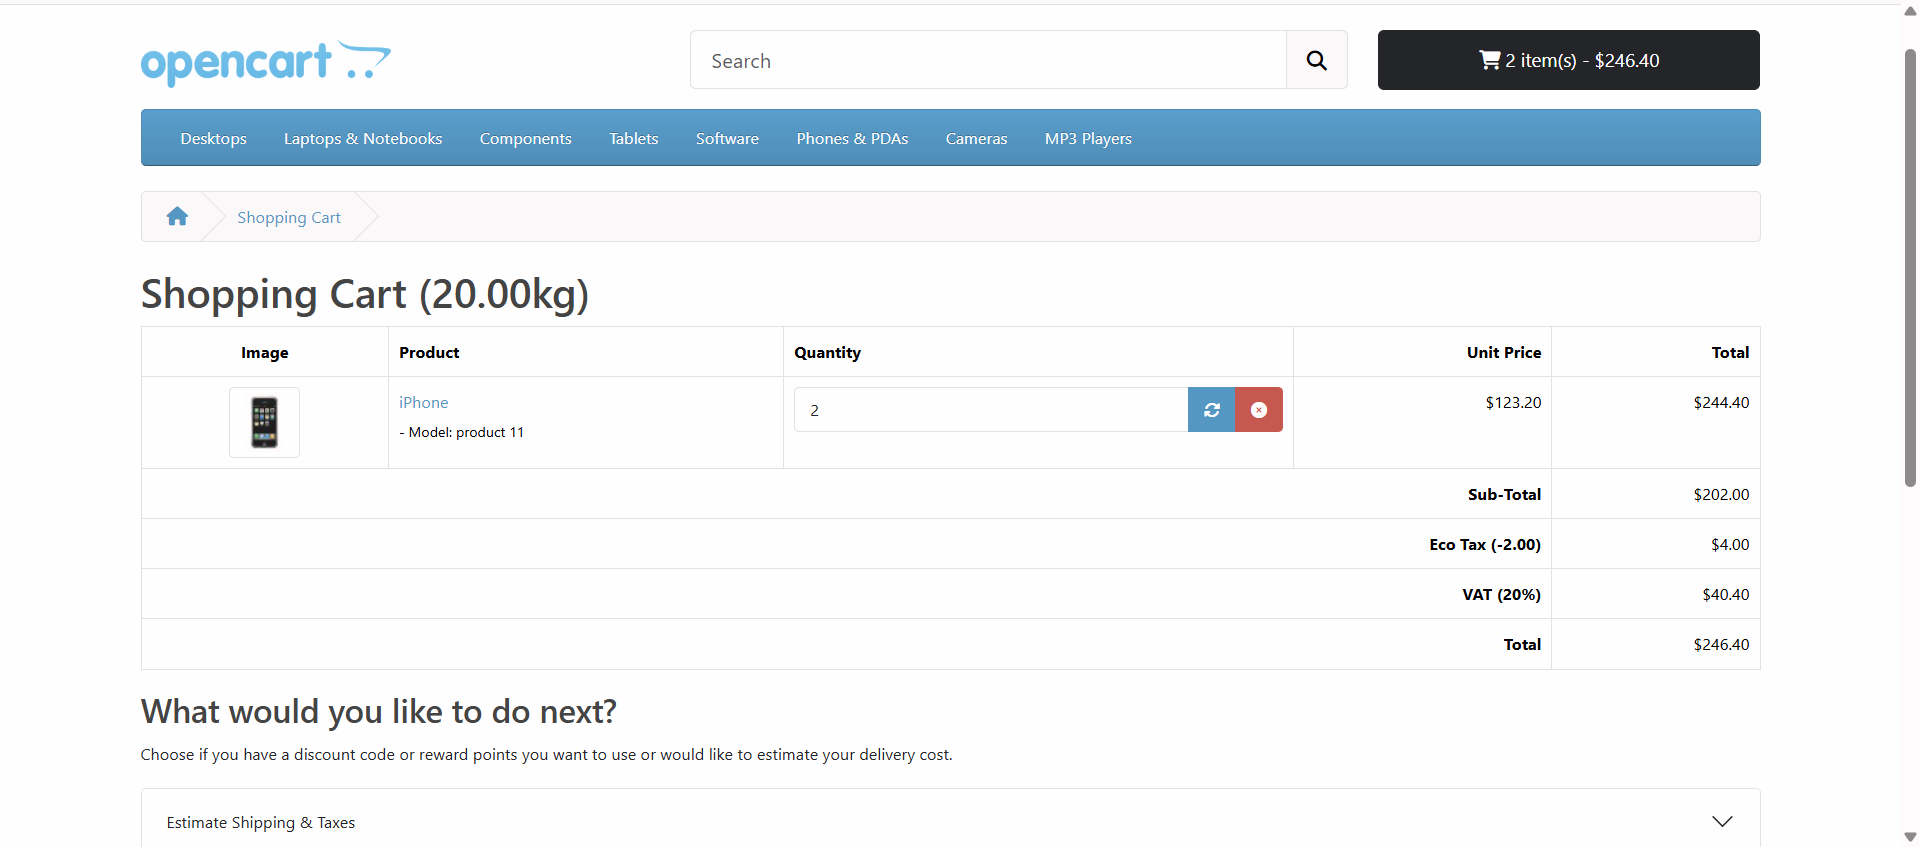 opencart
Search
2 item(s) - $246.40
Desktops Laptops & Notebooks Components Tablets Software Phones & PDAs Cameras MP3 Players
Shopping Cart
Shopping Cart (20.00kg)
Image Product Quantity Unit Price Total
iPhone 2 $123.20 $244.40
- Model: product 11
Sub-Total $202.00
Eco Tax (-2.00) $4.00
VAT (20%) $40.40
Total $246.40
What would you like to do next?
Choose if you have a discount code or reward points you want to use or would like to estimate your delivery cost.
Estimate Shipping & Taxes